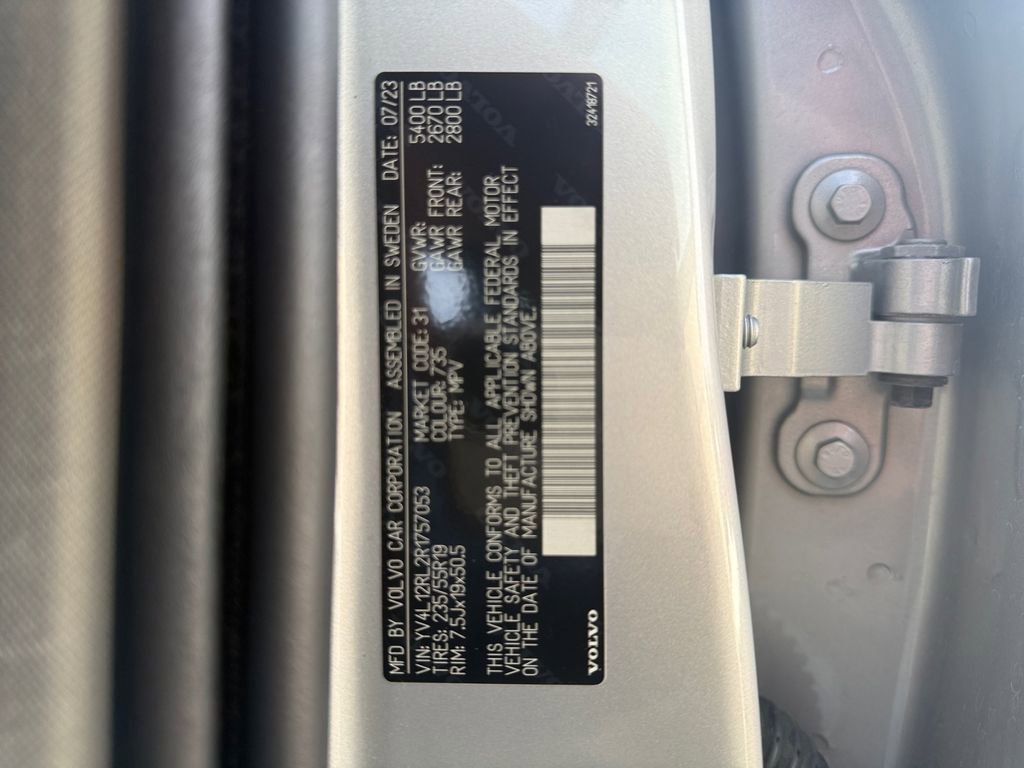 MFD BY VOLVO CAR CORPORATION ASSEMBLED IN SWEDEN DATE: 07/23
VIN: YV4L12RL2R1757053 MARKET CODE: 31 GVWR: 5400 LB
TIRES: 235/55R19 COLOUR: 735 GAWR FRONT: 2670 LB
RIM: 7.5Jx19x50.5 TYPE: MPV GAWR REAR: 2800 LB
THIS VEHICLE CONFORMS TO ALL APPLICABLE FEDERAL MOTOR
VEHICLE SAFETY AND THEFT PREVENTION STANDARDS IN EFFECT
ON THE DATE OF MANUFACTURE SHOWN ABOVE.
VOLVO 32418721